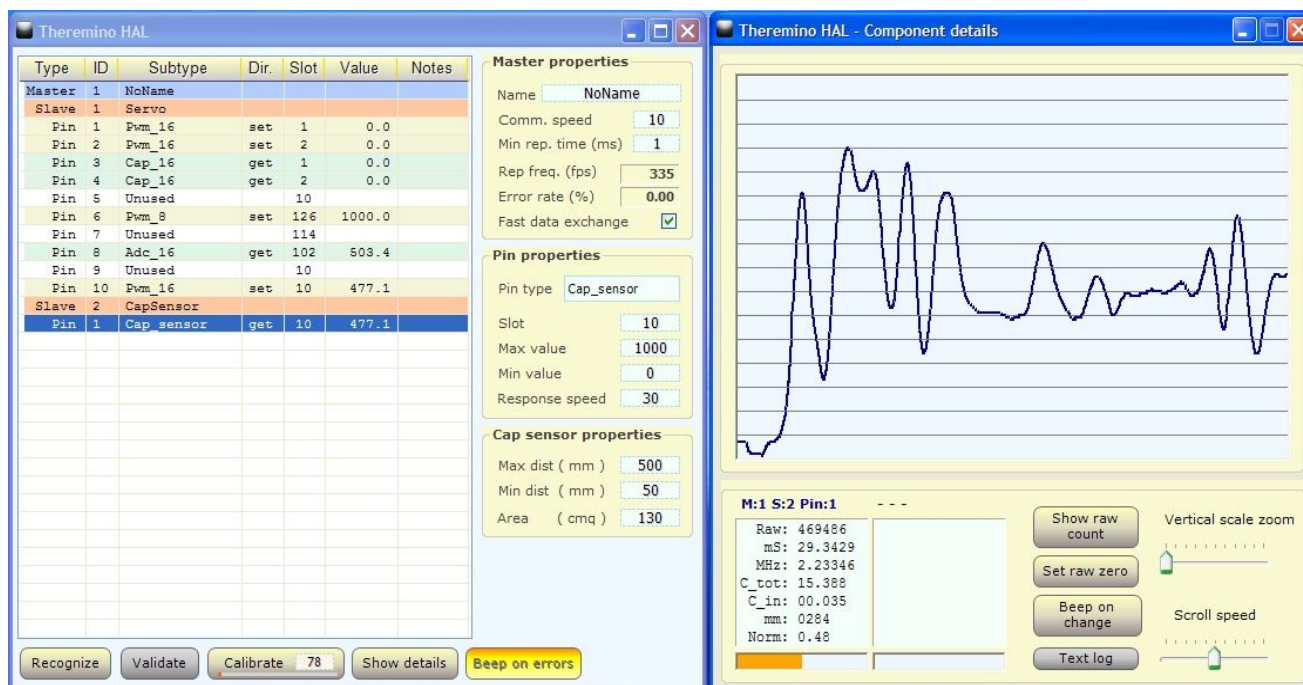 Theremino HAL
Type ID Subtype Dir. Slot Value Notes
Master 1 NoName
Slave 1 Servo
Pin 1 Pwm_16 set 1 0.0
Pin 2 Pwm_16 set 2 0.0
Pin 3 Cap_16 get 1 0.0
Pin 4 Cap_16 get 2 0.0
Pin 5 Unused 10
Pin 6 Pwm_8 set 126 1000.0
Pin 7 Unused 114
Pin 8 Adc_16 get 102 503.4
Pin 9 Unused 10
Pin 10 Pwm_16 set 10 477.1
Slave 2 CapSensor
Pin 1 Cap_sensor get 10 477.1
Recognize Validate Calibrate 78 Show details Beep on errors
Master properties
Name NoName
Comm. speed 10
Min rep. time (ms) 1
Rep freq. (fps) 335
Error rate (%) 0.00
Fast data exchange
Pin properties
Pin type Cap_sensor
Slot 10
Max value 1000
Min value 0
Response speed 30
Cap sensor properties
Max dist ( mm ) 500
Min dist ( mm ) 50
Area ( cmq ) 130
Theremino HAL - Component details
M:1 S:2 Pin:1 - - -
Raw: 469486
mS: 29.3429
MHz: 2.23346
C_tot: 15.388
C_in: 00.035
mm: 0284
Norm: 0.48
Show raw
count
Set raw zero
Beep on
change
Text log
Vertical scale zoom
Scroll speed